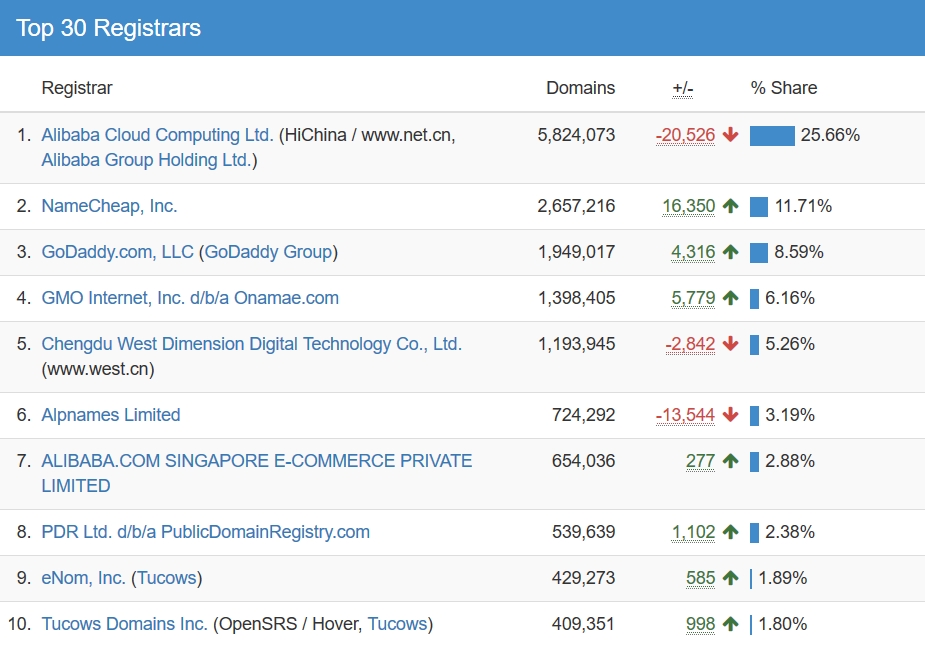 Top 30 Registrars
Registrar Domains +/- % Share
1. Alibaba Cloud Computing Ltd. (HiChina / www.net.cn, 5,824,073 -20,526 25.66%
Alibaba Group Holding Ltd.)
2. NameCheap, Inc. 2,657,216 16,350 11.71%
3. GoDaddy.com, LLC (GoDaddy Group) 1,949,017 4,316 8.59%
4. GMO Internet, Inc. d/b/a Onamae.com 1,398,405 5,779 6.16%
5. Chengdu West Dimension Digital Technology Co., Ltd. 1,193,945 -2,842 5.26%
(www.west.cn)
6. Alpnames Limited 724,292 -13,544 3.19%
7. ALIBABA.COM SINGAPORE E-COMMERCE PRIVATE 654,036 277 2.88%
LIMITED
8. PDR Ltd. d/b/a PublicDomainRegistry.com 539,639 1,102 2.38%
9. eNom, Inc. (Tucows) 429,273 585 1.89%
10. Tucows Domains Inc. (OpenSRS / Hover, Tucows) 409,351 998 1.80%